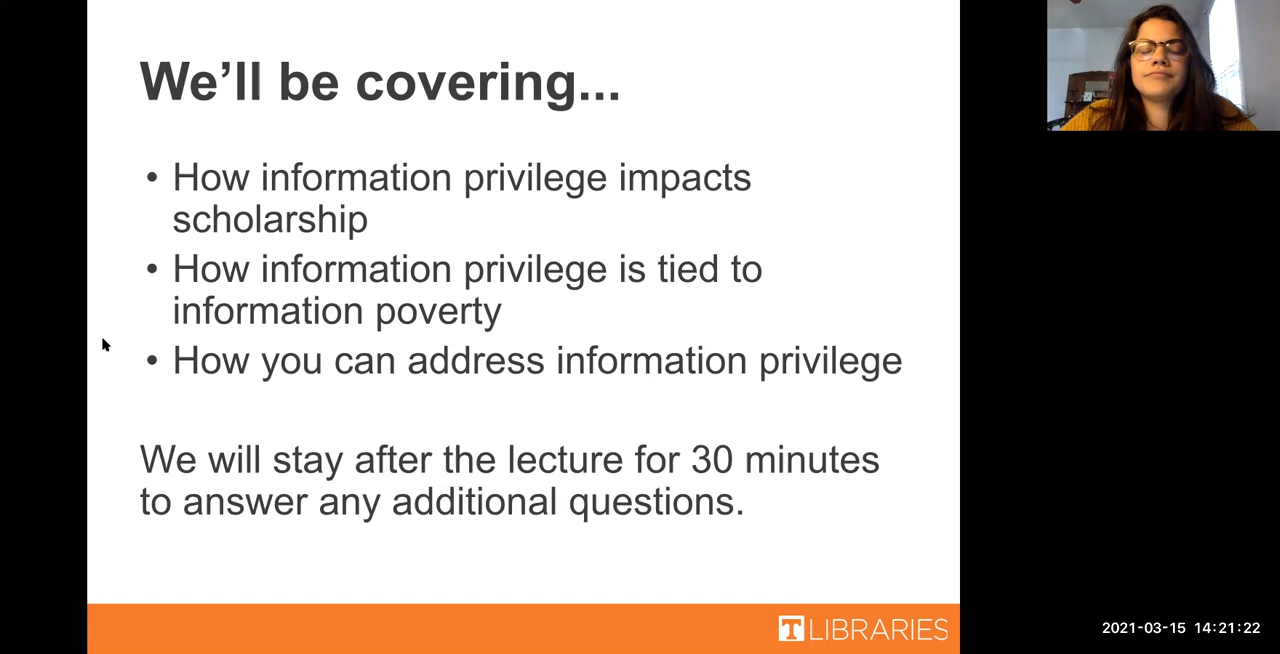 We’ll be covering...
• How information privilege impacts
scholarship
• How information privilege is tied to
information poverty
• How you can address information privilege
We will stay after the lecture for 30 minutes
to answer any additional questions.
T LIBRARIES
2021-03-15 14:21:22